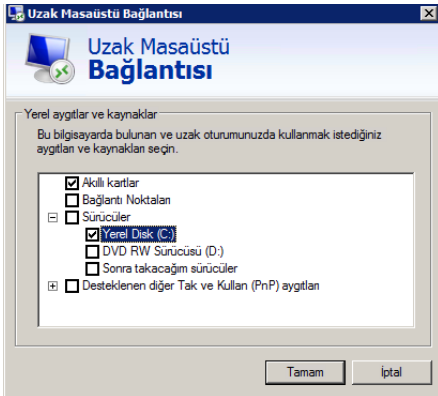 Uzak Masaüstü Bağlantısı
Uzak Masaüstü
Bağlantısı
Yerel aygıtlar ve kaynaklar
Bu bilgisayarda bulunan ve uzak oturumunuzda kullanmak istediğiniz
aygıtları ve kaynakları seçin.
Akıllı kartlar
Bağlantı Noktaları
Sürücüler
Yerel Disk (C:)
DVD RW Sürücüsü (D:)
Sonra takacağım sürücüler
Desteklenen diğer Tak ve Kullan (PnP) aygıtları
Tamam
İptal